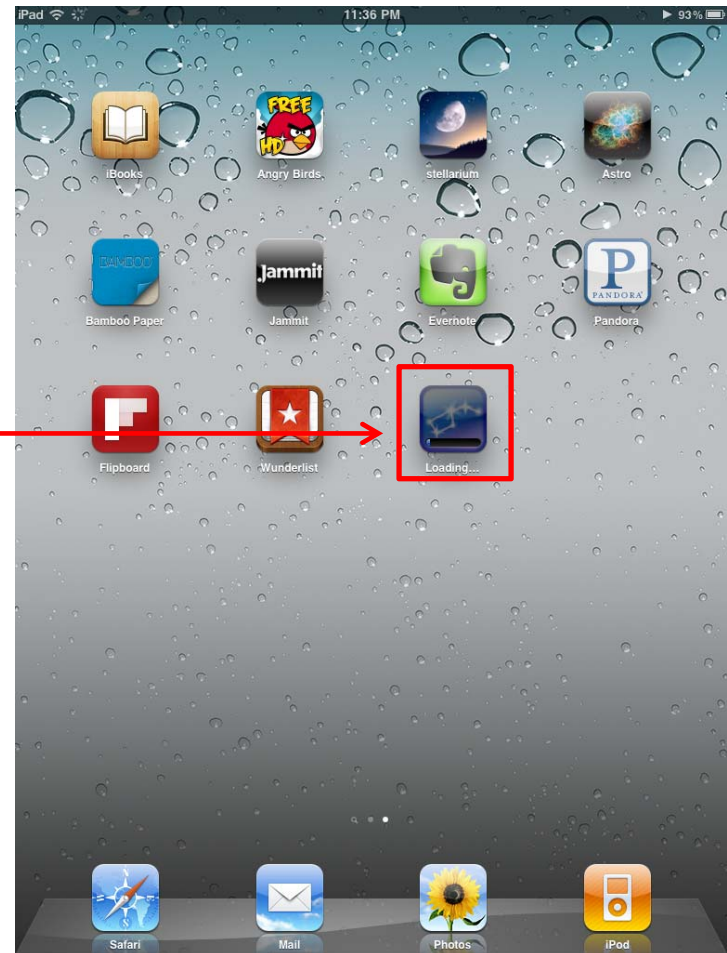 iPad 11:36 PM 93%
FREE
HD
iBooks Angry Birds stellarium Astro
BAMBOO .Jammit P
PANDORA
Bamboo Paper Jammit Evernote Pandora
Flipboard Wunderlist Loading...
Safari Mail Photos iPod